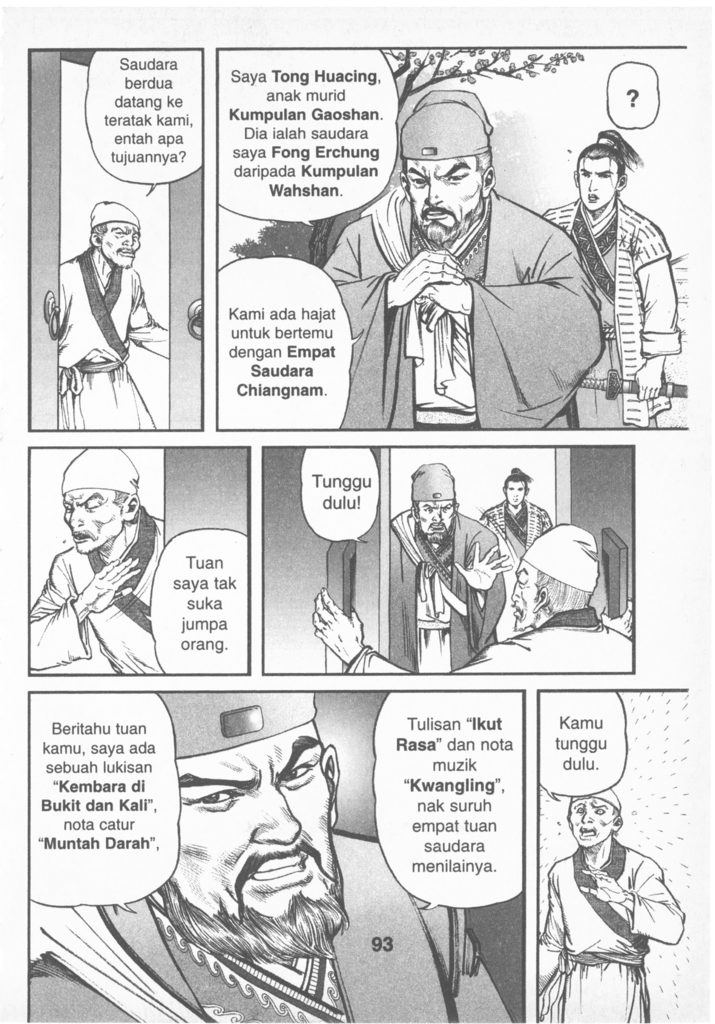 Saudara
berdua
datang ke
teratak kami,
entah apa
tujuannya?
Saya Tong Huacing,
anak murid
Kumpulan Gaoshan.
Dia ialah saudara
saya Fong Erchung
daripada Kumpulan
Wahshan.
?
Kami ada hajat
untuk bertemu
dengan Empat
Saudara
Chiangnam.
Tuan
saya tak
suka
jumpa
orang.
Tunggu
dulu!
Beritahu tuan
kamu, saya ada
sebuah lukisan
“Kembara di
Bukit dan Kali”,
nota catur
“Muntah Darah”,
Tulisan “Ikut
Rasa” dan nota
muzik
“Kwangling”,
nak suruh
empat tuan
saudara
menilainya.
Kamu
tunggu
dulu.
93